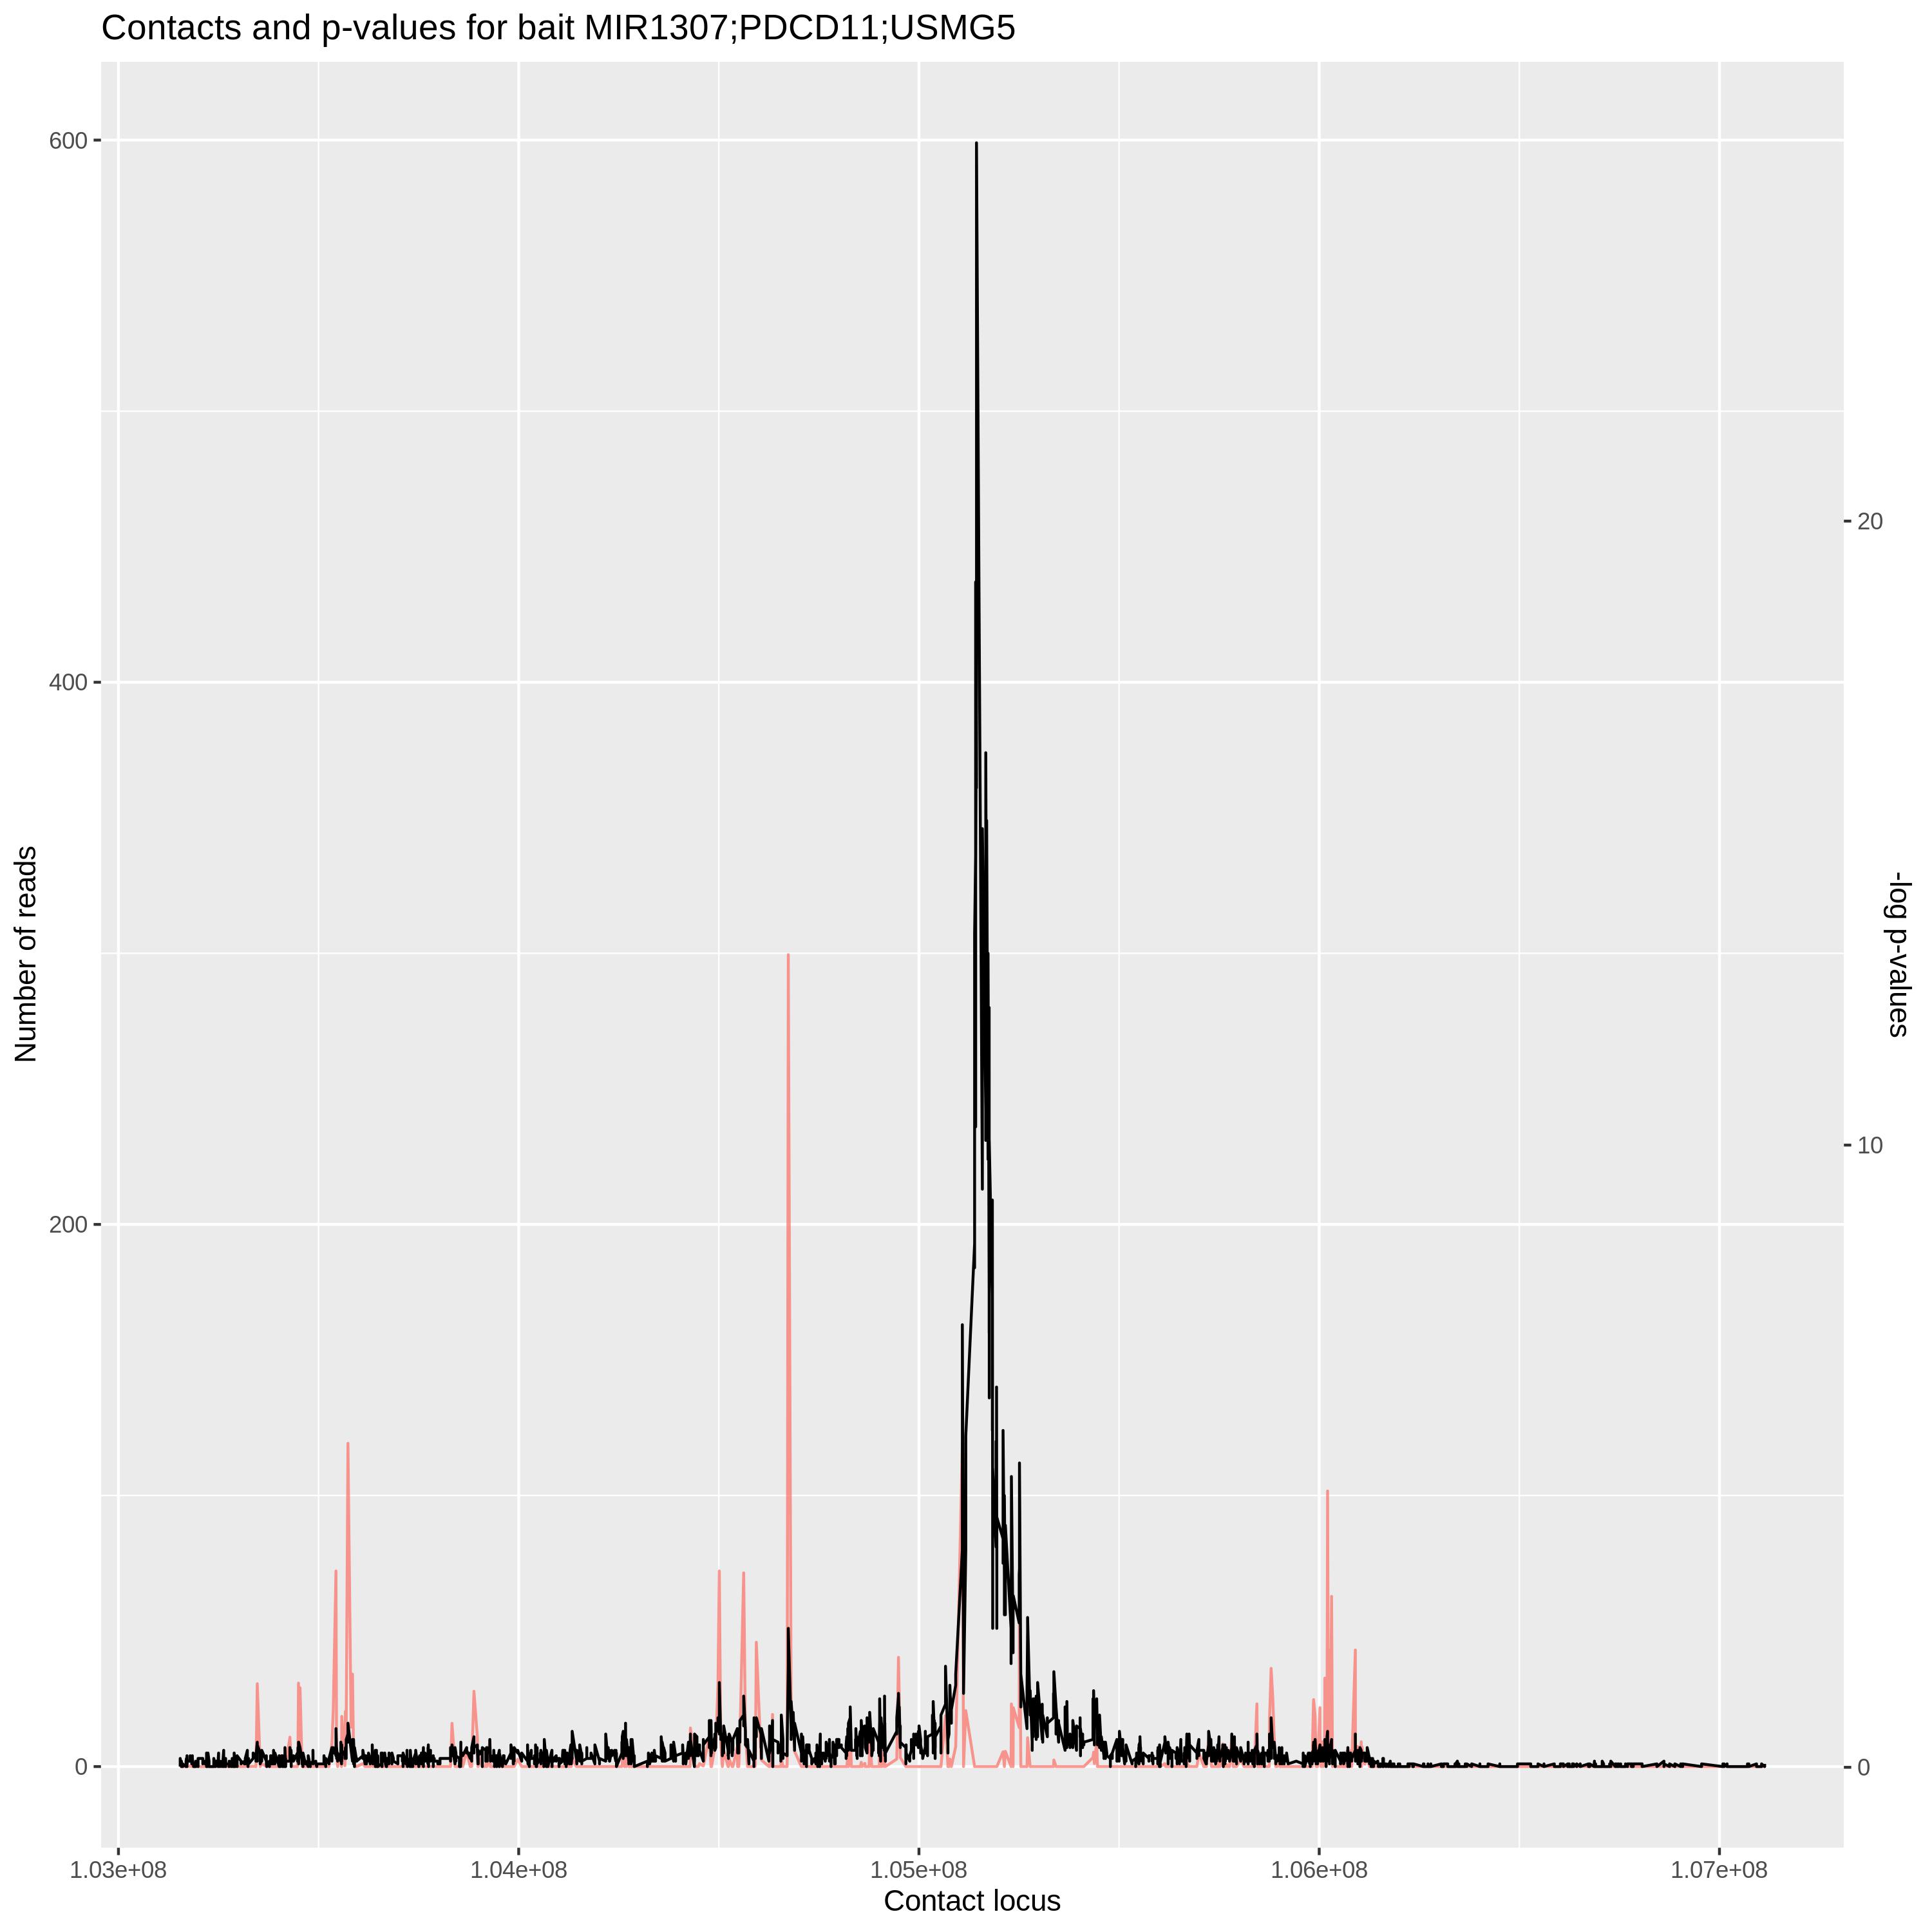 Contacts and p-values for bait MIR1307;PDCD11;USMG5
600
400
200
0
20
10
0
Number of reads
-log p-values
1.03e+08 1.04e+08 1.05e+08 1.06e+08 1.07e+08
Contact locus